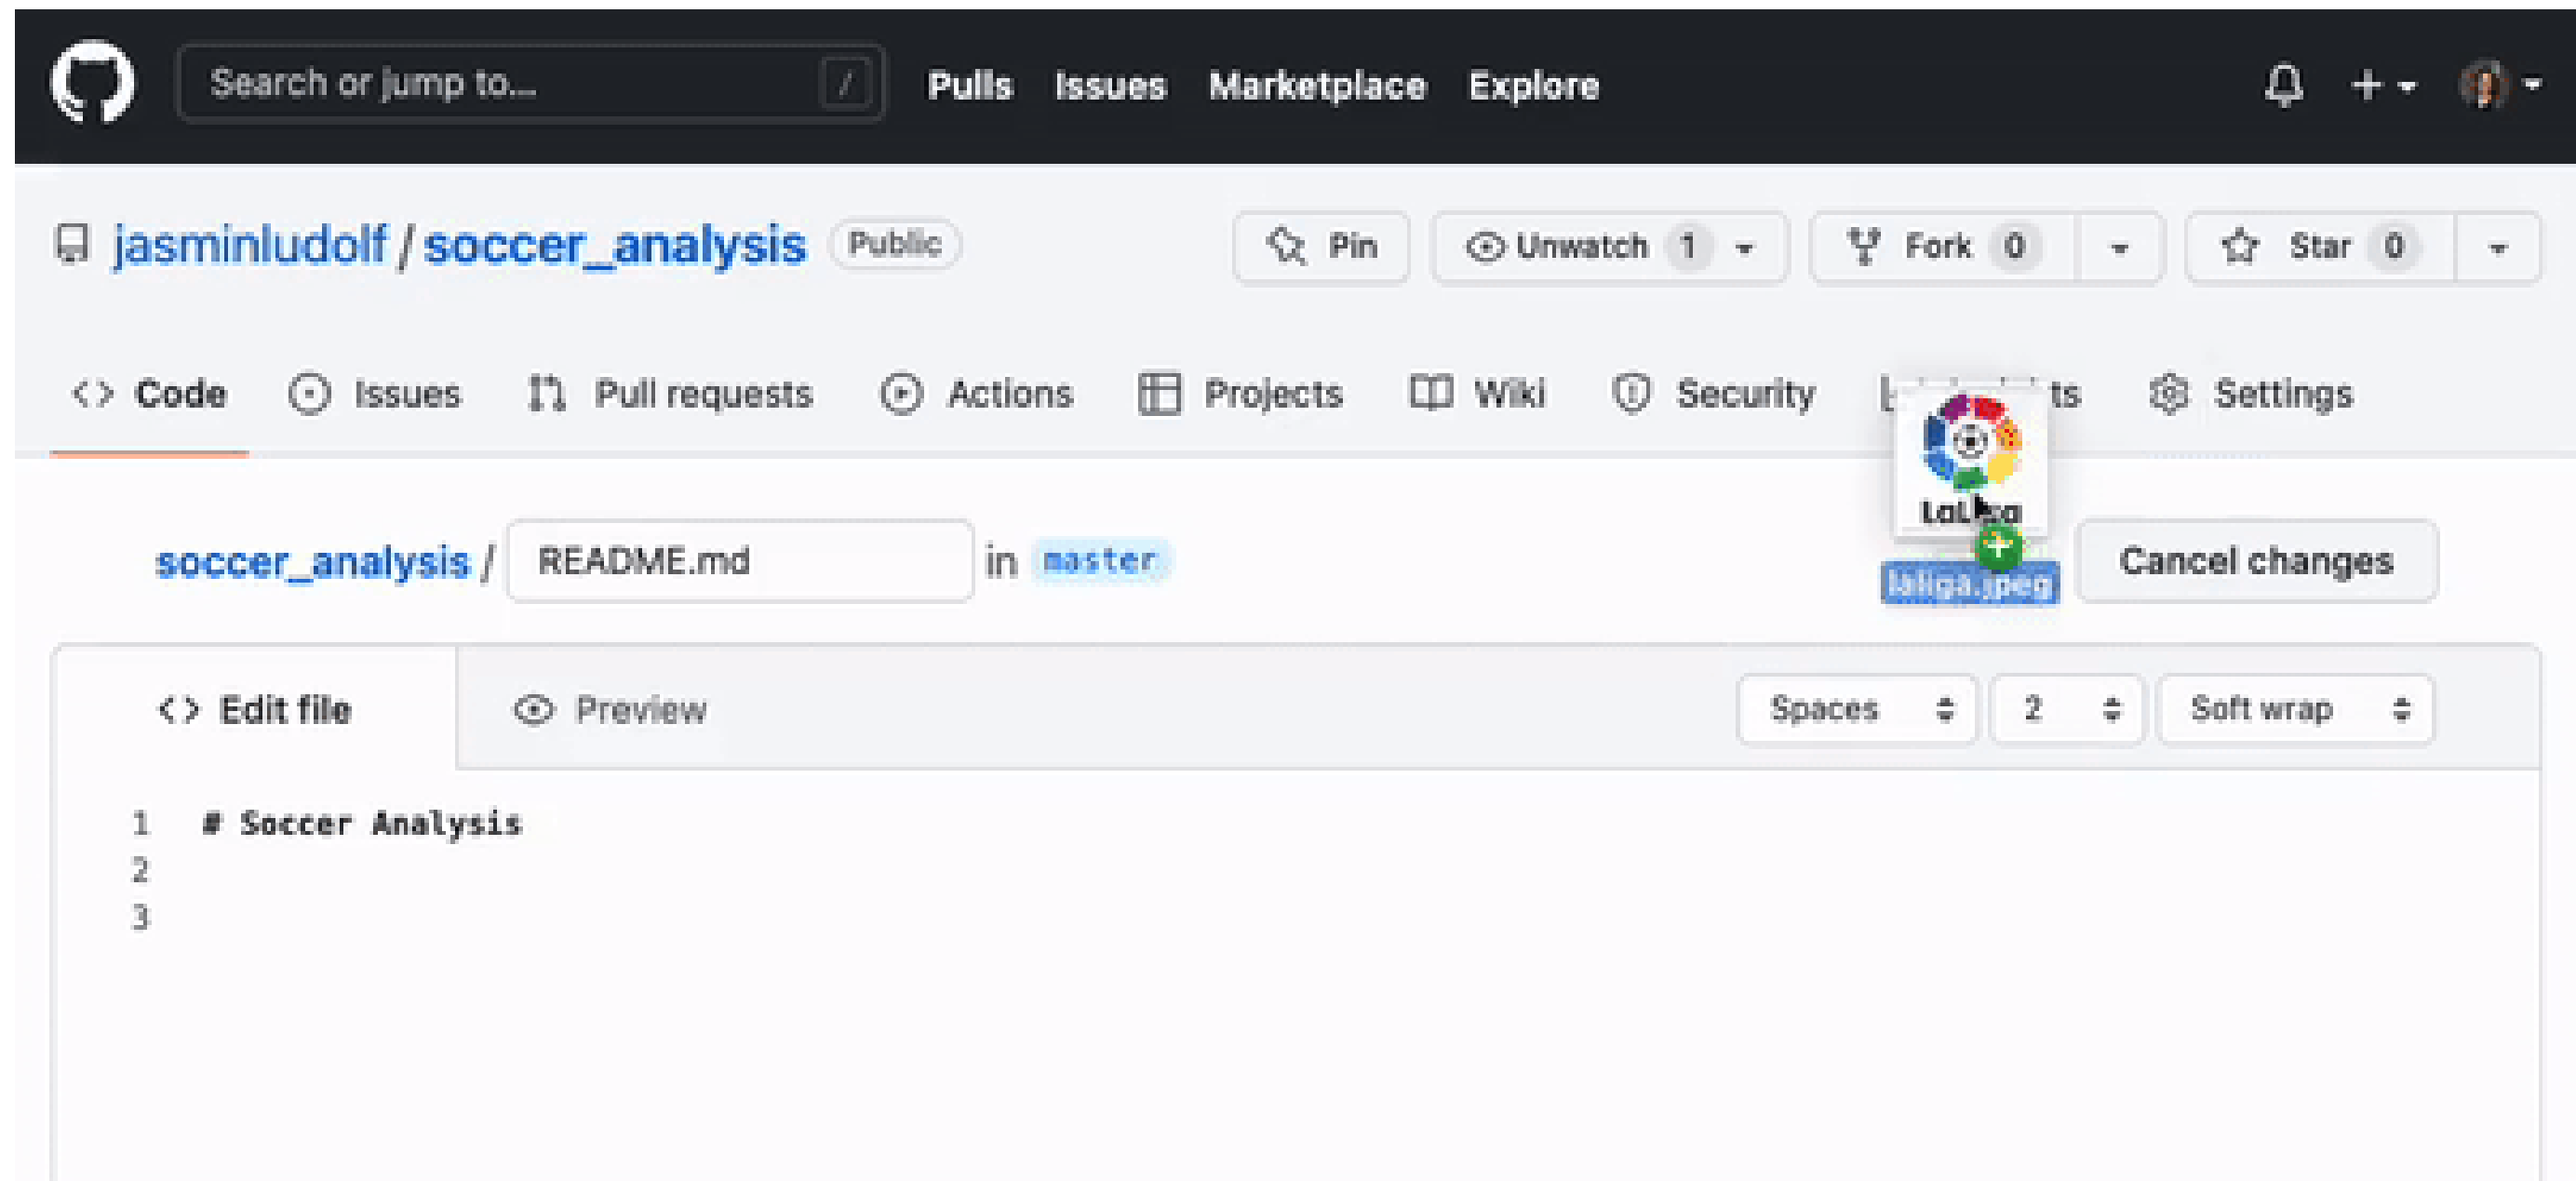 Search or jump to... / Pulls Issues Marketplace Explore
jasminludolf / soccer_analysis Public Pin Unwatch 1 Fork 0 Star 0
Code Issues Pull requests Actions Projects Wiki Security Settings
LaLiga
soccer_analysis / README.md in master laliga.jpeg Cancel changes
Edit file Preview Spaces 2 Soft wrap
1 # Soccer Analysis
2
3